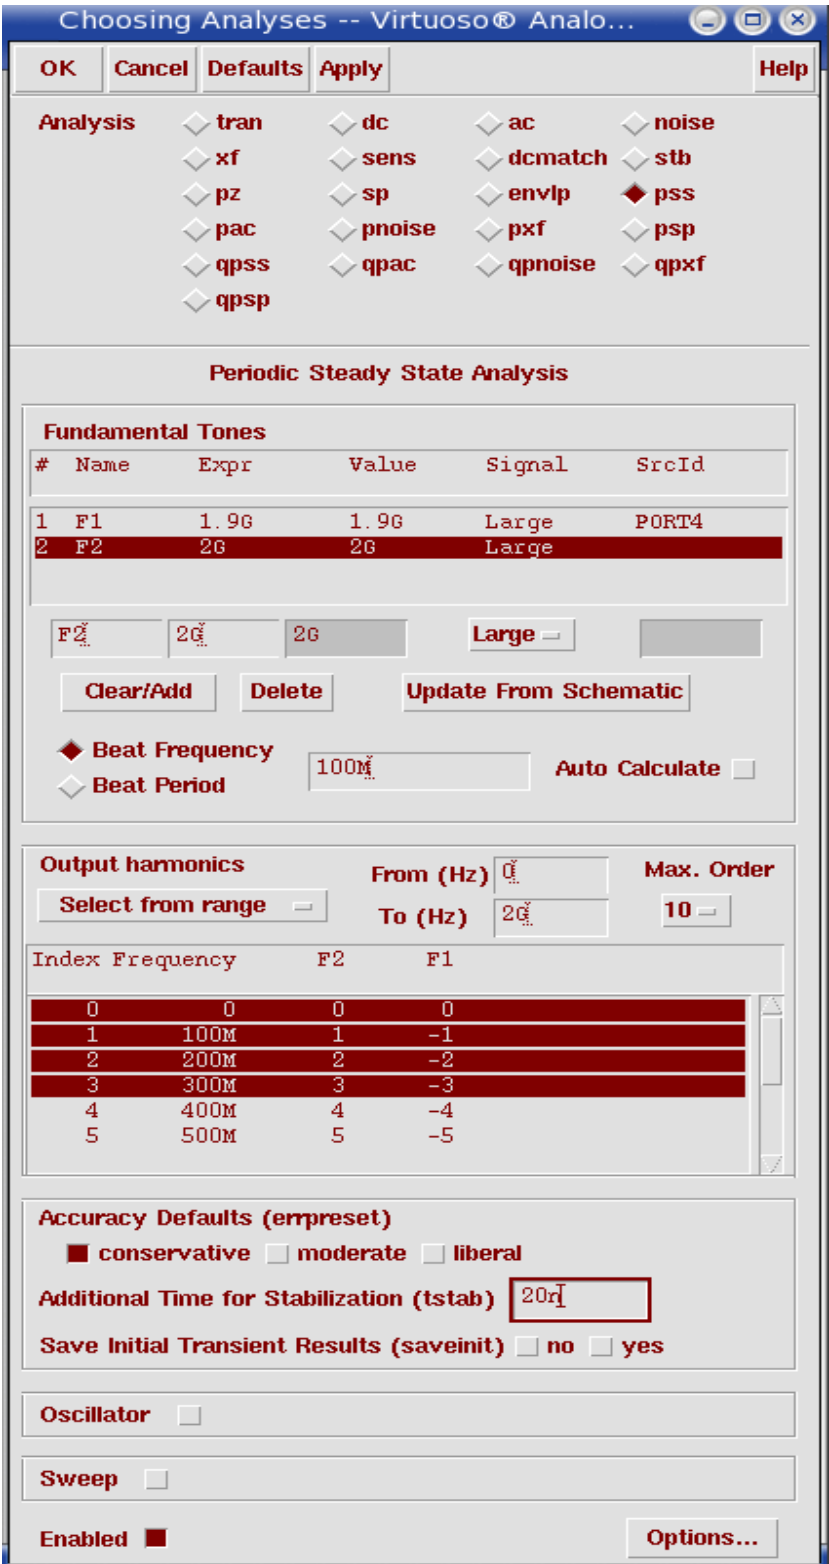 Choosing Analyses -- Virtuoso® Analo...
OK Cancel Defaults Apply Help
Analysis tran dc ac noise
xf sens dcmatch stb
pz sp envlp pss
pac pnoise pxf psp
qpss qpac qpnoise qpxf
qpsp
Periodic Steady State Analysis
Fundamental Tones
# Name Expr Value Signal SrcId
1 F1 1.9G 1.9G Large PORT4
2 F2 2G 2G Large
F2 2G 2G Large
Clear/Add Delete Update From Schematic
Beat Frequency 100M Auto Calculate
Beat Period
Output harmonics From (Hz) 0 Max. Order
Select from range To (Hz) 2G 10
Index Frequency F2 F1
0 0 0 0
1 100M 1 -1
2 200M 2 -2
3 300M 3 -3
4 400M 4 -4
5 500M 5 -5
Accuracy Defaults (errpreset)
conservative moderate liberal
Additional Time for Stabilization (tstab) 20n
Save Initial Transient Results (saveinit) no yes
Oscillator
Sweep
Enabled Options...